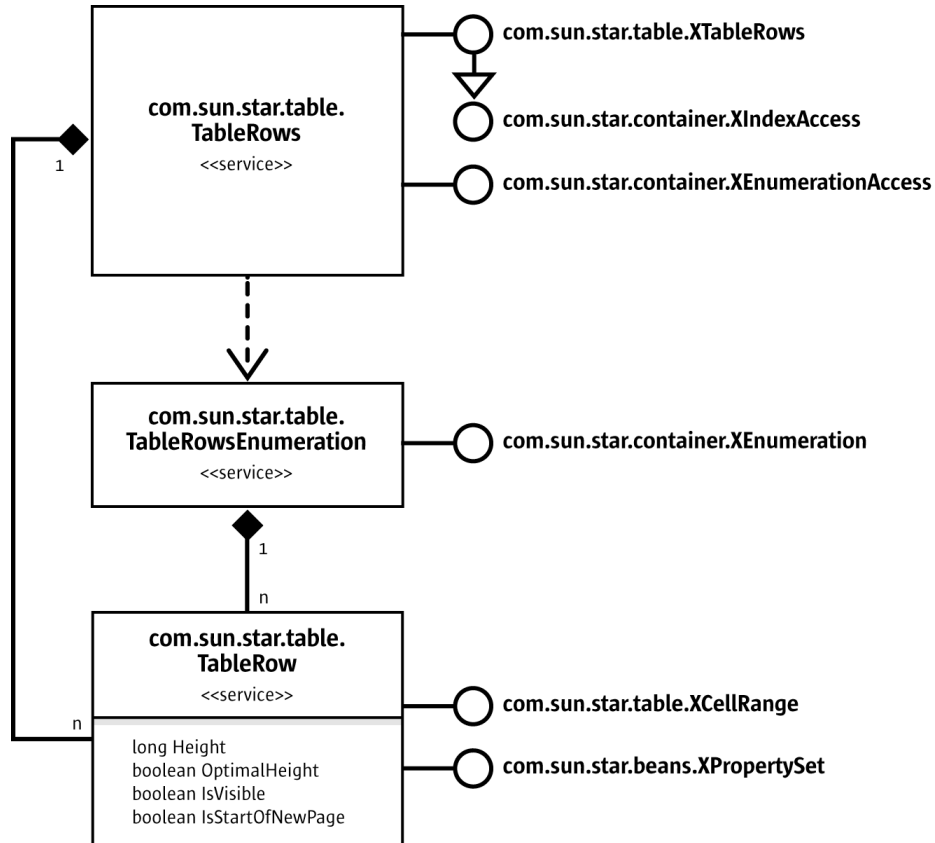 com.sun.star.table.XTableRows
com.sun.star.table.
TableRows
<<service>>
com.sun.star.container.XIndexAccess
1
com.sun.star.container.XEnumerationAccess
com.sun.star.table.
TableRowsEnumeration
<<service>>
com.sun.star.container.XEnumeration
1
n
com.sun.star.table.
TableRow
<<service>>
com.sun.star.table.XCellRange
n
long Height
boolean OptimalHeight
boolean IsVisible
boolean IsStartOfNewPage
com.sun.star.beans.XPropertySet